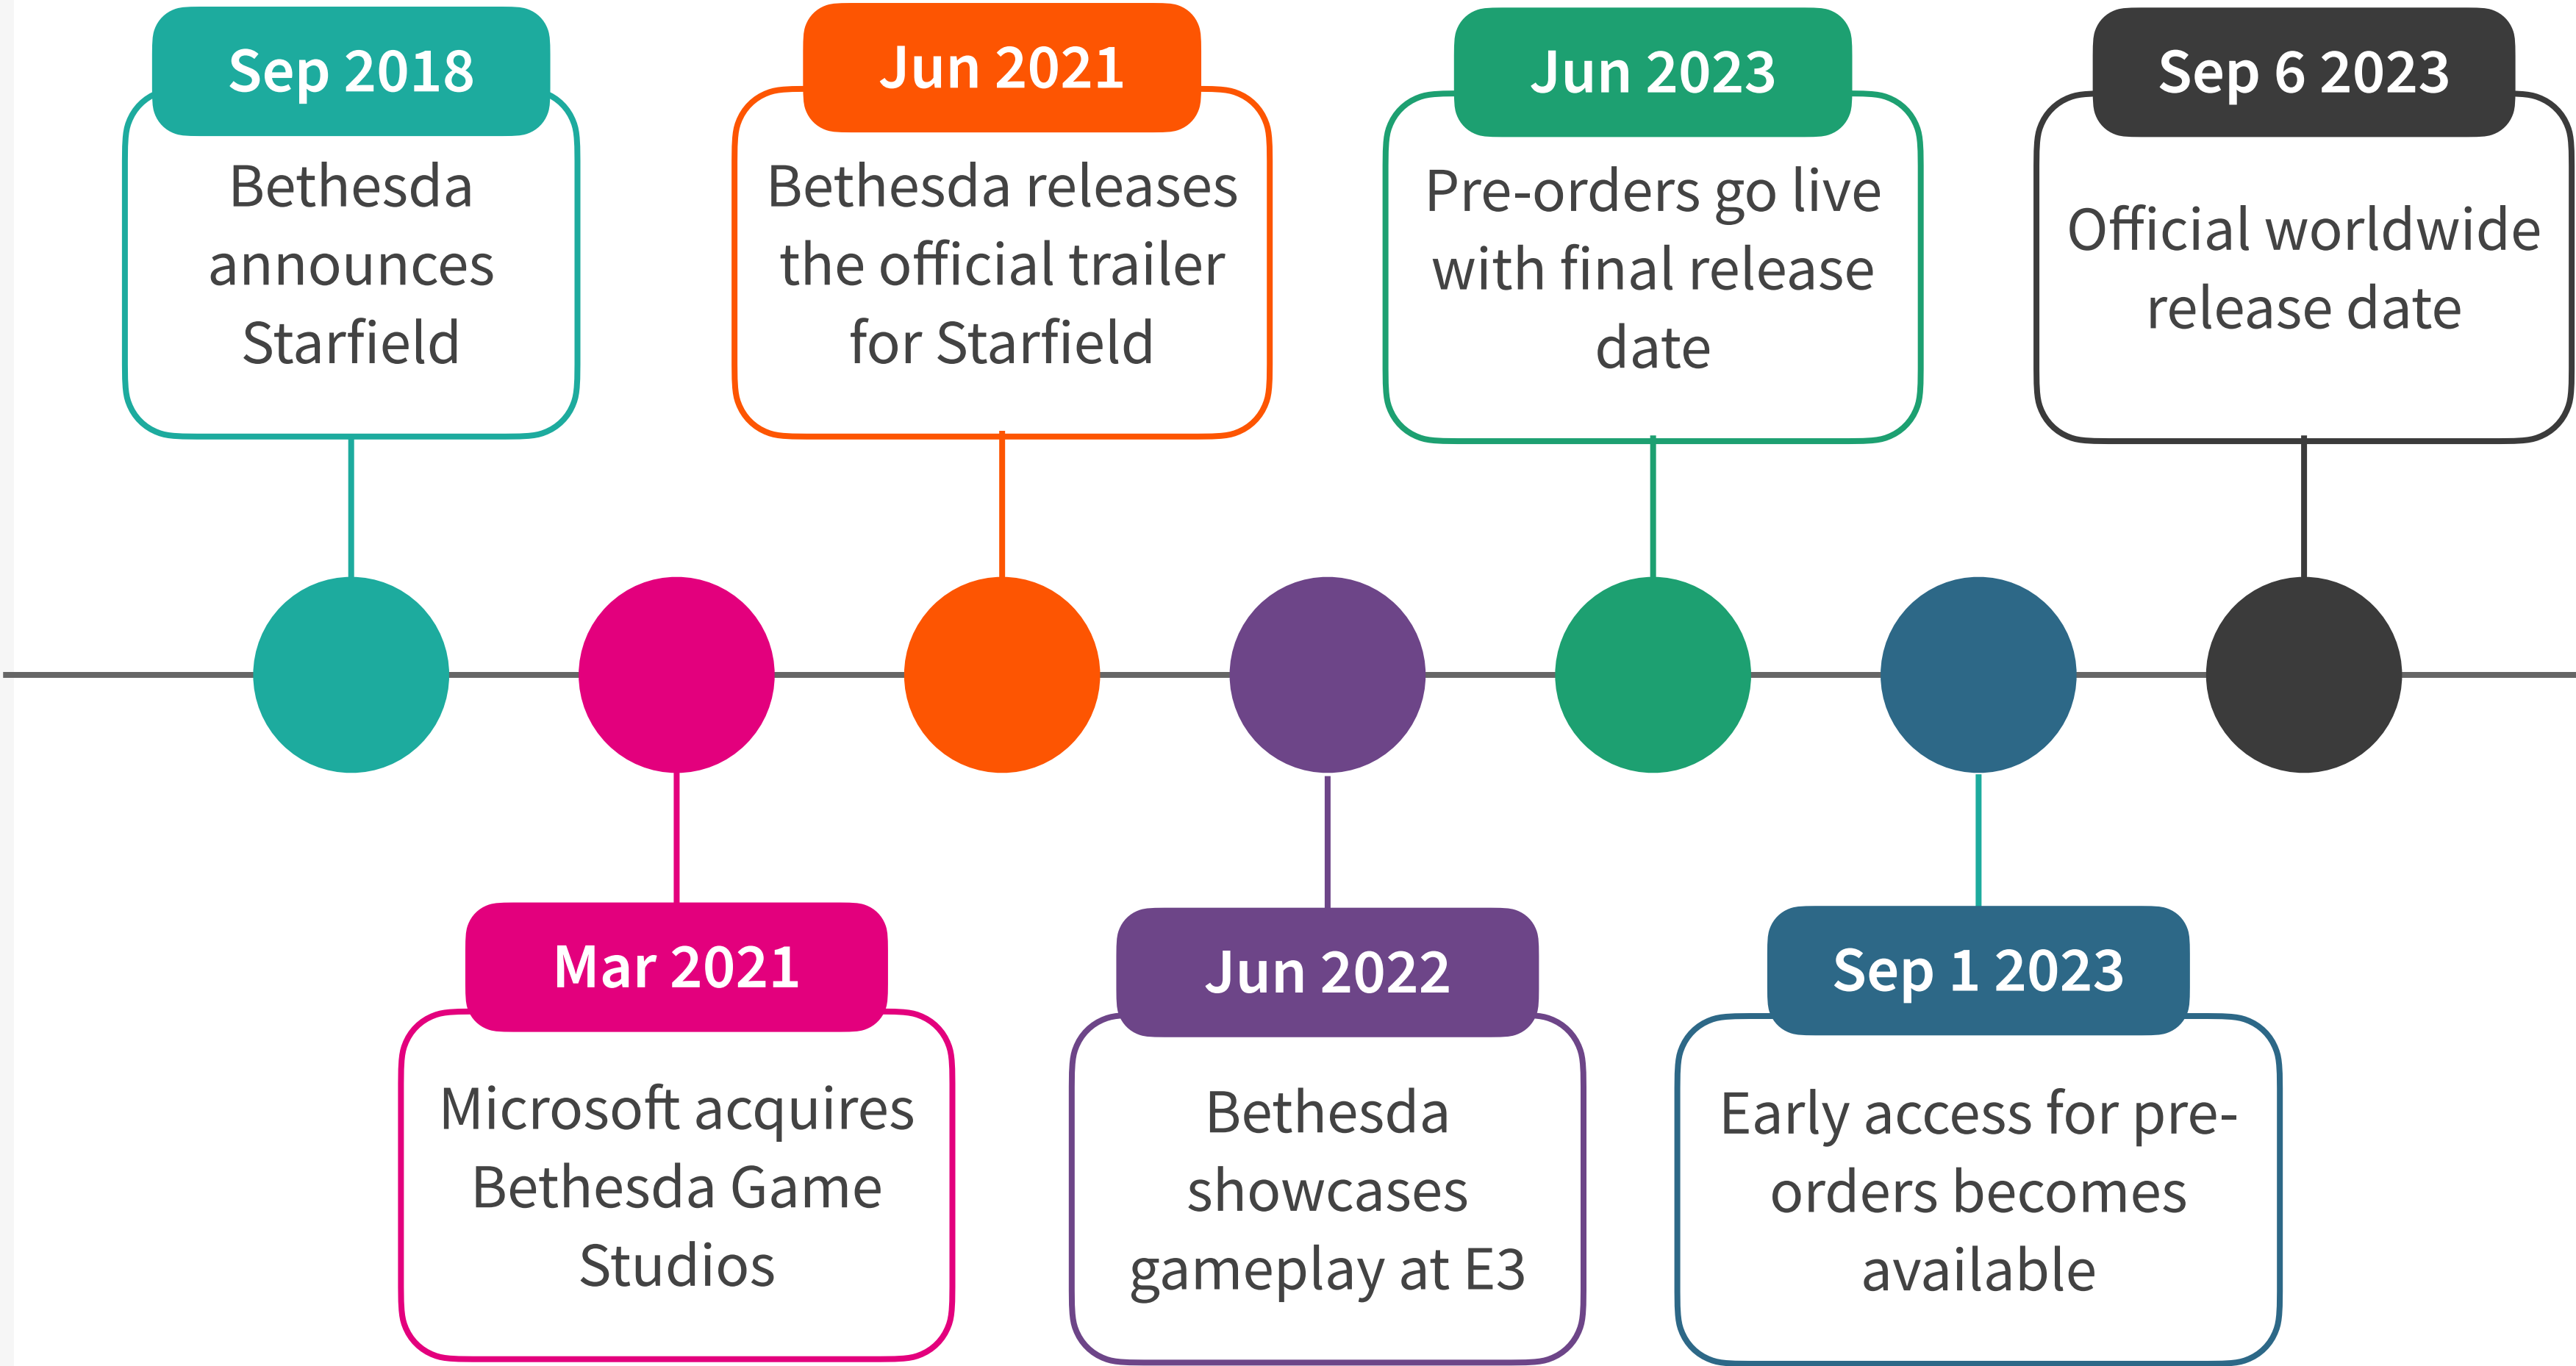 Sep 2018
Bethesda
announces
Starfield
Mar 2021
Microsoft acquires
Bethesda Game
Studios
Jun 2021
Bethesda releases
the official trailer
for Starfield
Jun 2022
Bethesda
showcases
gameplay at E3
Jun 2023
Pre-orders go live
with final release
date
Sep 1 2023
Early access for pre-
orders becomes
available
Sep 6 2023
Official worldwide
release date